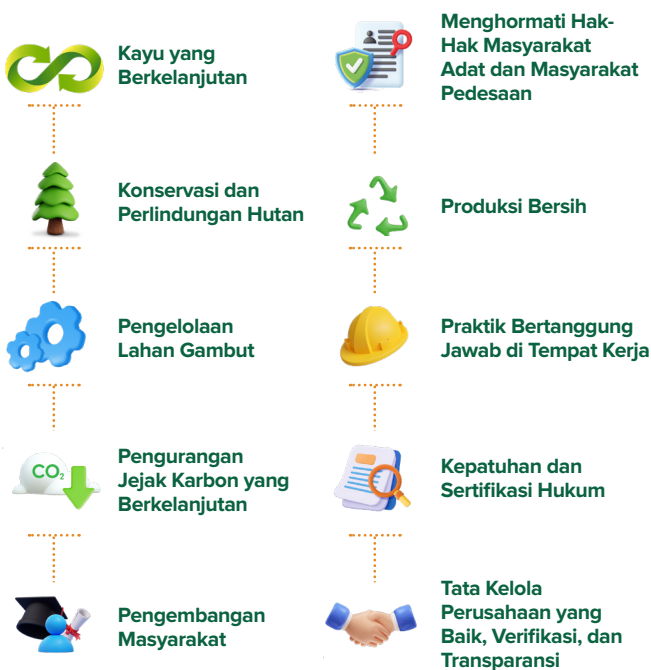 Kayu yang
Berkelanjutan
Konservasi dan
Perlindungan Hutan
Pengelolaan
Lahan Gambut
CO₂
Pengurangan
Jejak Karbon yang
Berkelanjutan
Pengembangan
Masyarakat
Menghormati Hak-
Hak Masyarakat
Adat dan Masyarakat
Pedesaan
Produksi Bersih
Praktik Bertanggung
Jawab di Tempat Kerja
Kepatuhan dan
Sertifikasi Hukum
Tata Kelola
Perusahaan yang
Baik, Verifikasi, dan
Transparansi